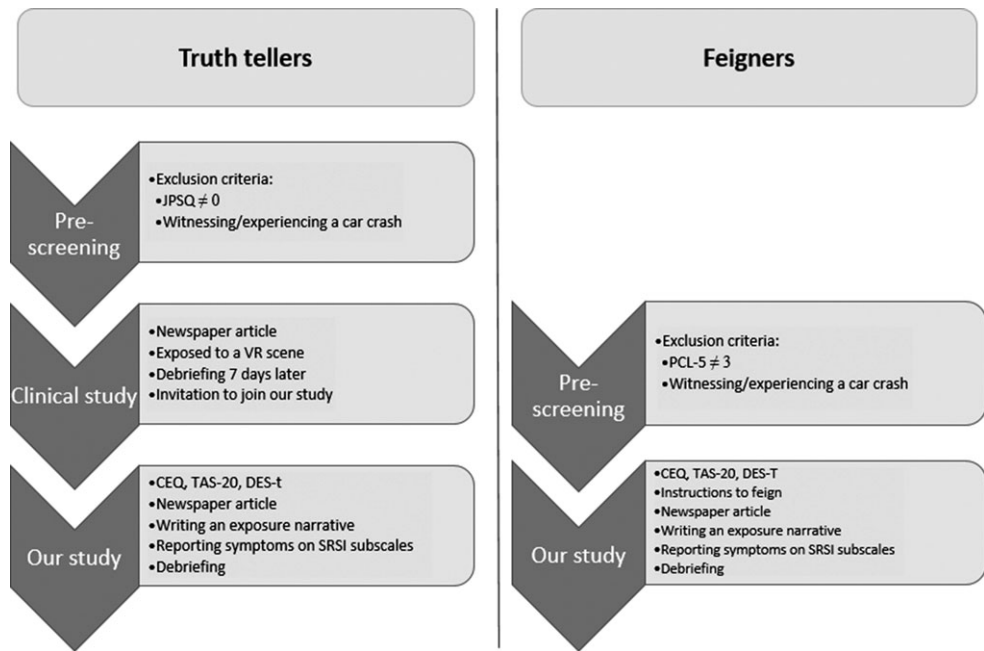 Truth tellers
Pre-
screening
•Exclusion criteria:
•JPSQ ≠ 0
•Witnessing/experiencing a car crash
Clinical study
•Newspaper article
•Exposed to a VR scene
•Debriefing 7 days later
•Invitation to join our study
Our study
•CEQ, TAS-20, DES-t
•Newspaper article
•Writing an exposure narrative
•Reporting symptoms on SRSI subscales
•Debriefing
Feigners
Pre-
screening
•Exclusion criteria:
•PCL-5 ≠ 3
•Witnessing/experiencing a car crash
Our study
•CEQ, TAS-20, DES-T
•Instructions to feign
•Newspaper article
•Writing an exposure narrative
•Reporting symptoms on SRSI subscales
•Debriefing